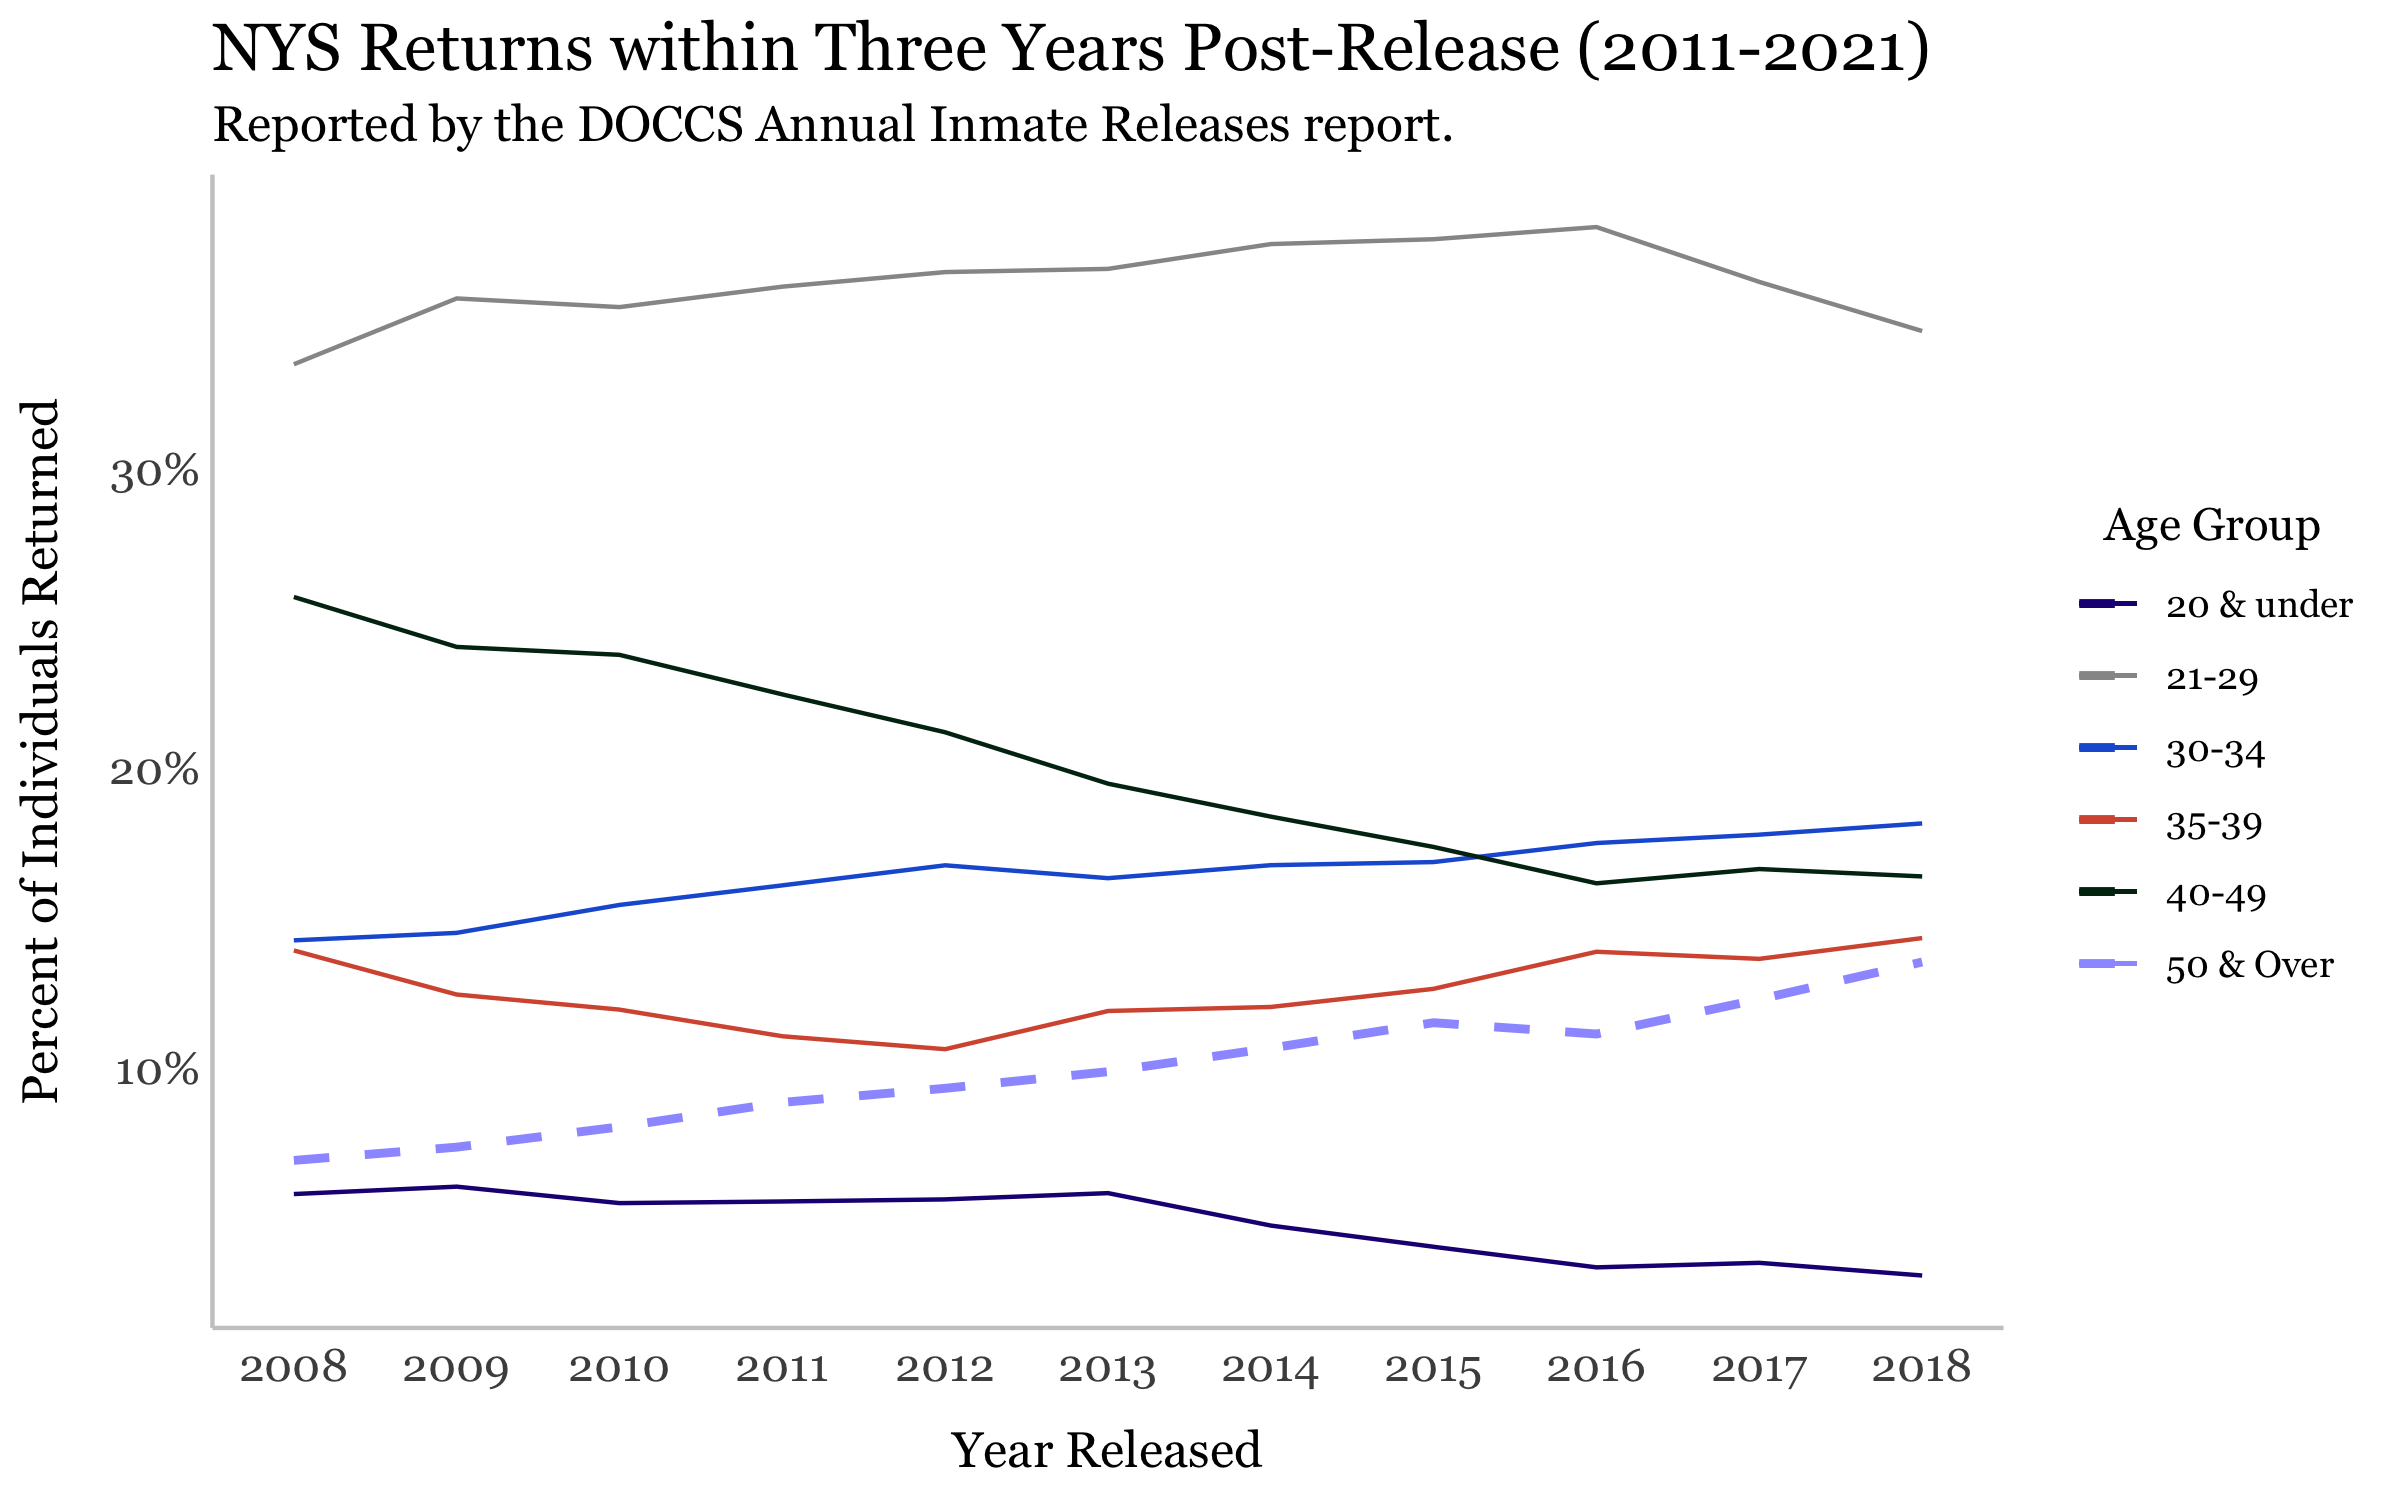 NYS Returns within Three Years Post-Release (2011-2021)
Reported by the DOCCS Annual Inmate Releases report.
Percent of Individuals Returned
30%
20%
10%
2008 2009 2010 2011 2012 2013 2014 2015 2016 2017 2018
Year Released
Age Group
20 & under
21-29
30-34
35-39
40-49
50 & Over